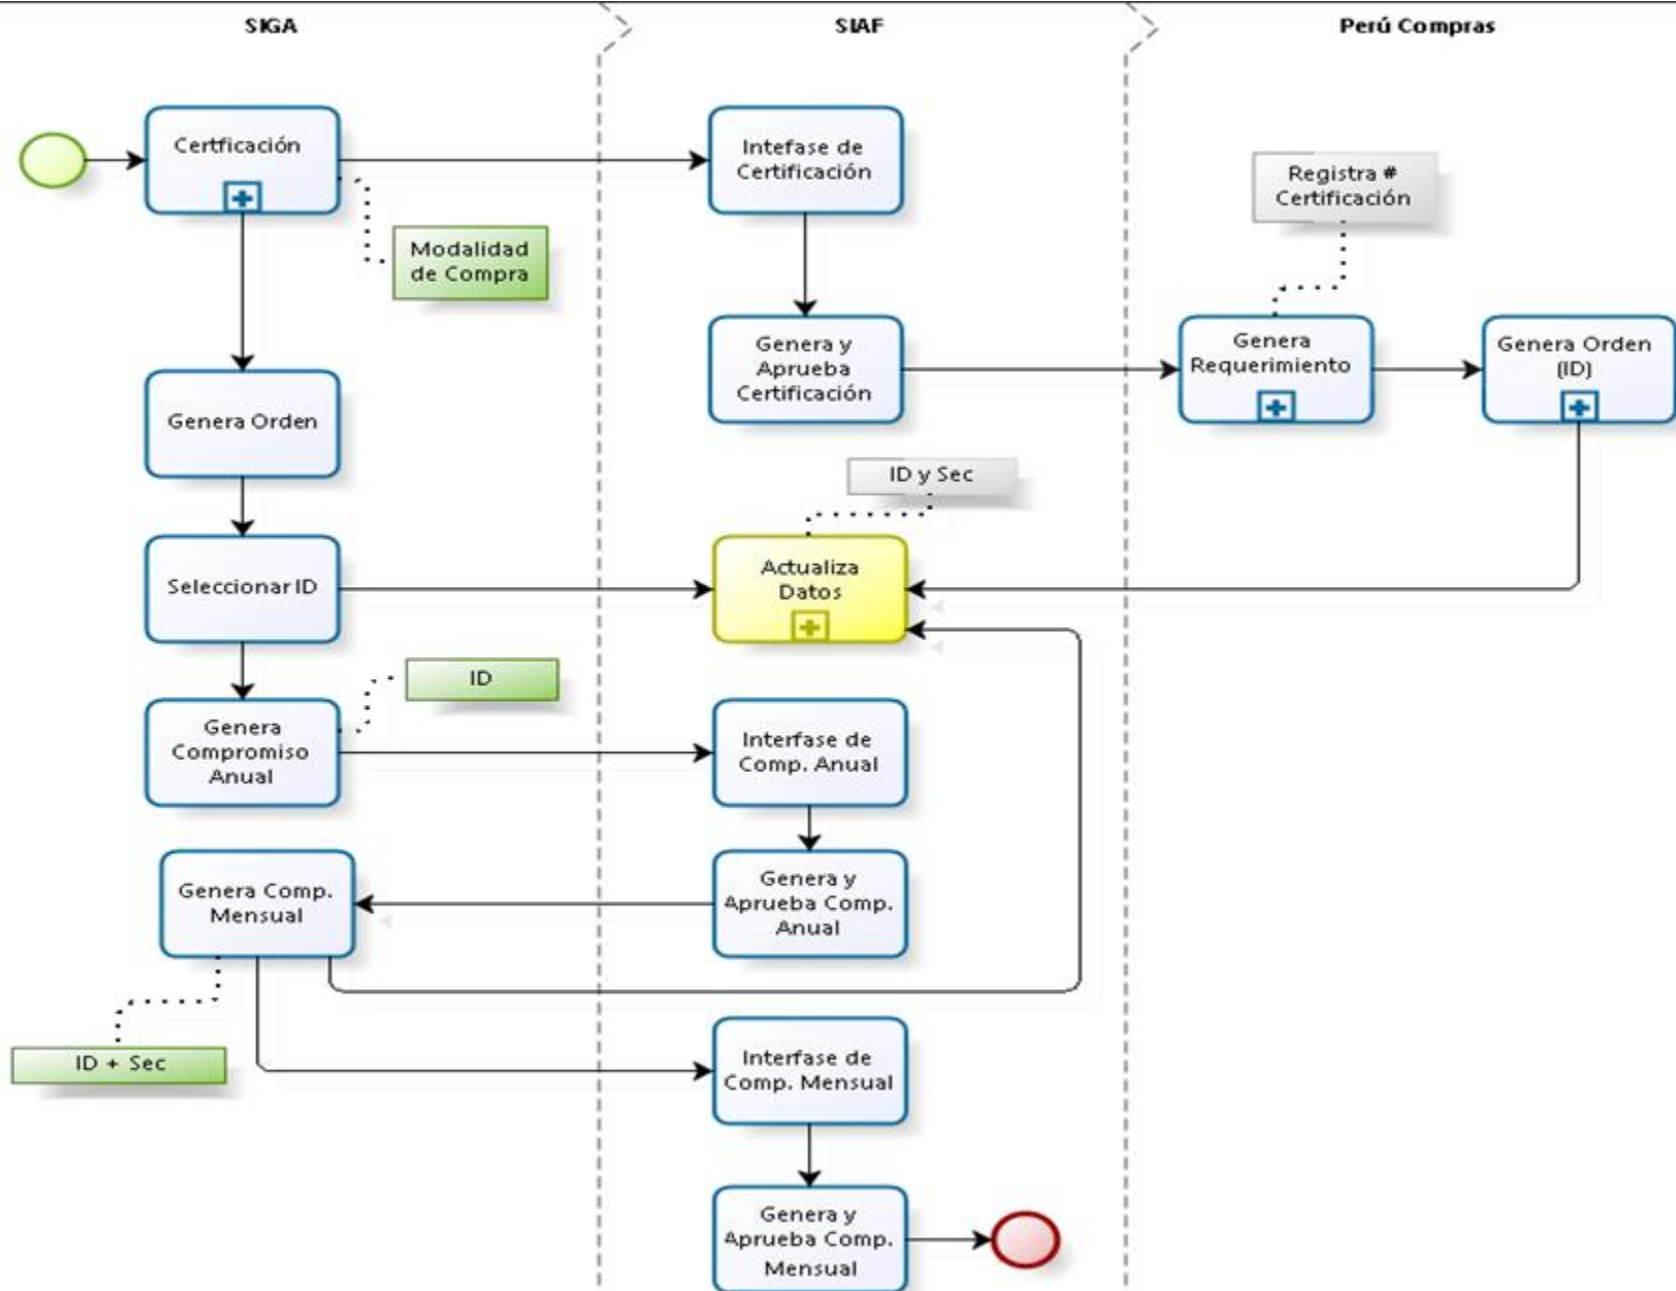 SIGA
SIAF
Perú Compras
Certficación
Intefase de
Certificación
Registra #
Certificación
Modalidad
de Compra
Genera y
Aprueba
Certificación
Genera
Requerimiento
Genera Orden
(ID)
Genera Orden
ID y Sec
Seleccionar ID
Actualiza
Datos
ID
Genera
Compromiso
Anual
Interfase de
Comp. Anual
Genera Comp.
Mensual
Genera y
Aprueba Comp.
Anual
ID + Sec
Interfase de
Comp. Mensual
Genera y
Aprueba Comp.
Mensual